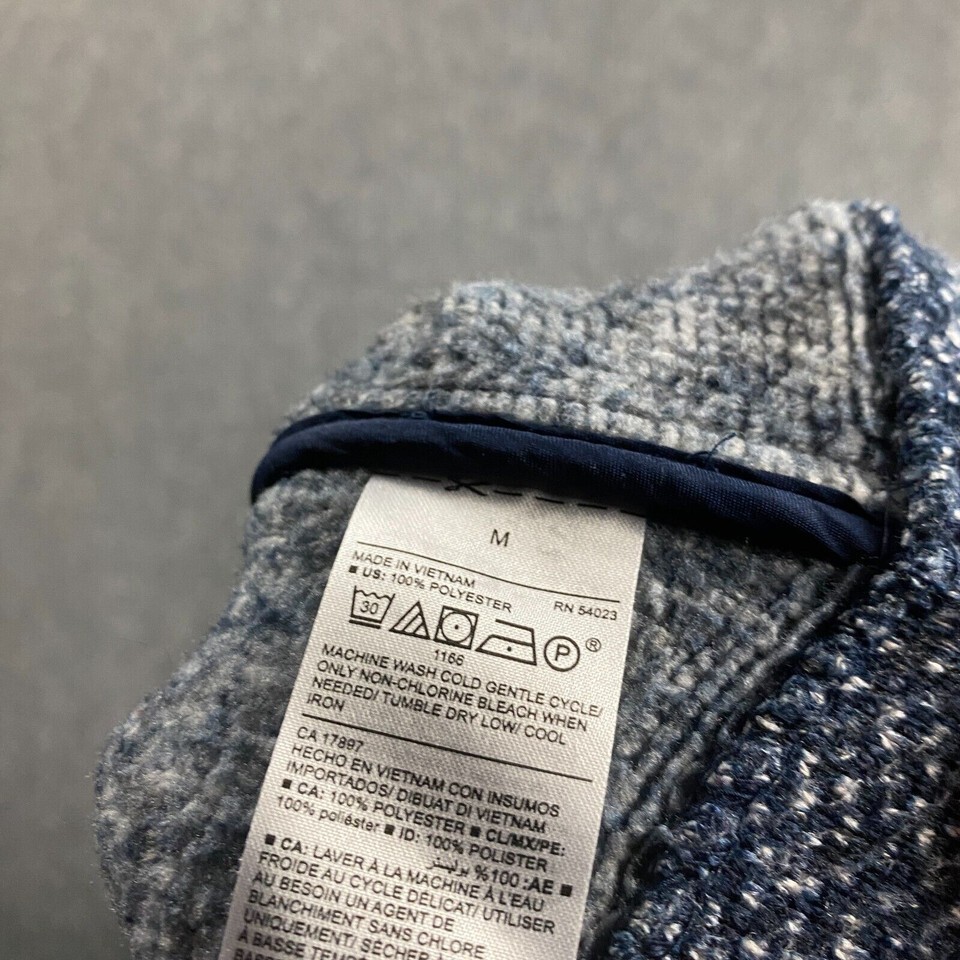 M
MADE IN VIETNAM
■ US: 100% POLYESTER RN 54023
30 P ®
1166
MACHINE WASH COLD GENTLE CYCLE/
ONLY NON-CHLORINE BLEACH WHEN
NEEDED/ TUMBLE DRY LOW/ COOL
IRON
CA 17897
HECHO EN VIETNAM CON INSUMOS
IMPORTADOS/ DIBUAT DI VIETNAM
■ CA: 100% POLYESTER ■ CL/MX/PE:
100% poliéster ■ ID: 100% POLISTER
■ AE: 100% بوليستر
■ CA: LAVER À LA MACHINE À L'EAU
FROIDE AU CYCLE DÉLICAT/ UTILISER
AU BESOIN UN AGENT DE
BLANCHIMENT SANS CHLORE
UNIQUEMENT/ SÉCHER À
À BASSE